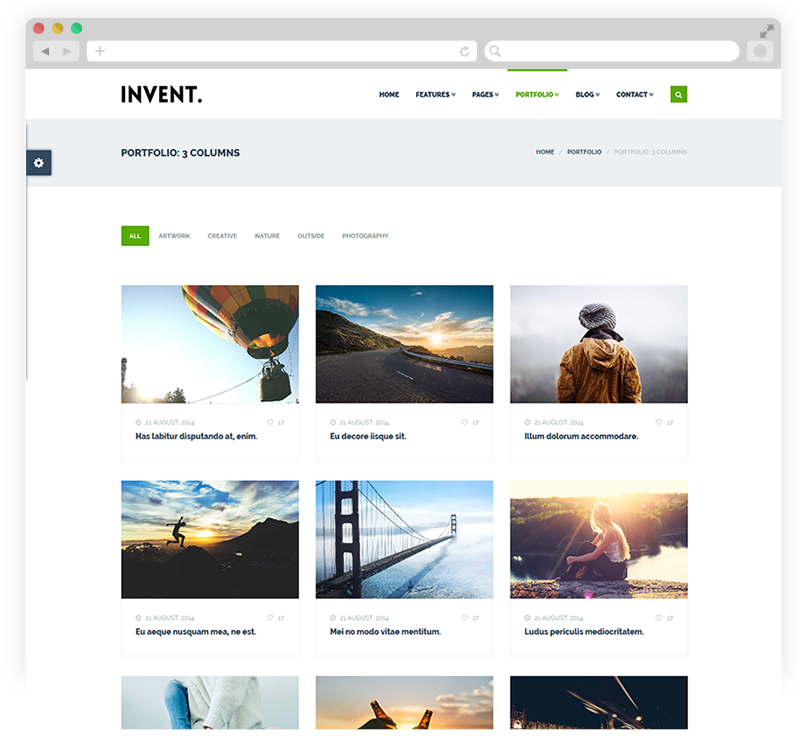 INVENT.
HOME FEATURES PAGES PORTFOLIO BLOG CONTACT
PORTFOLIO: 3 COLUMNS
HOME / PORTFOLIO / PORTFOLIO: 3 COLUMNS
ALL ARTWORK CREATIVE NATURE OUTSIDE PHOTOGRAPHY
21 AUGUST, 2014 17
Has labitur disputando at, enim.
21 AUGUST, 2014 17
Eu decore iisque sit.
21 AUGUST, 2014 17
Illum dolorum accommodare.
21 AUGUST, 2014 17
Eu aeque nusquam mea, ne est.
21 AUGUST, 2014 17
Mei no modo vitae mentitum.
21 AUGUST, 2014 17
Ludus periculis mediocritatem.